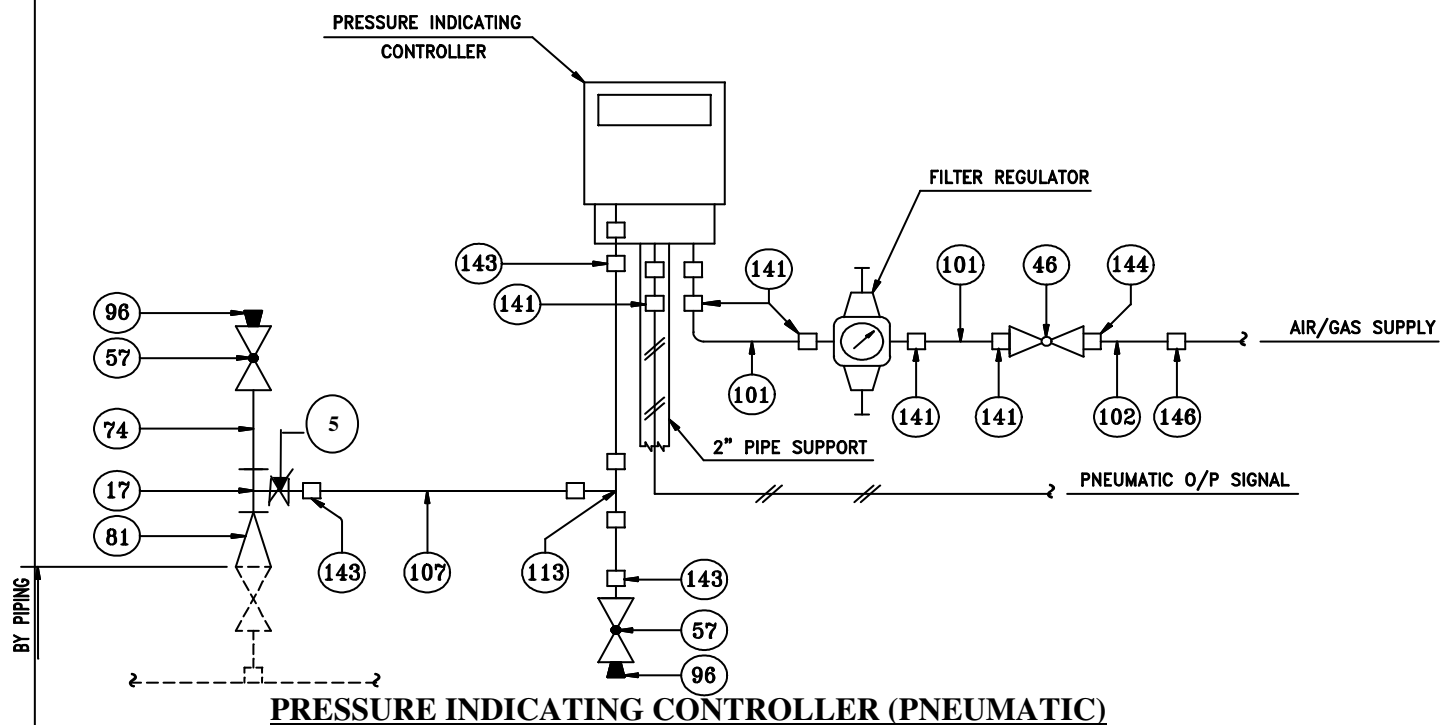 PRESSURE INDICATING
CONTROLLER
FILTER REGULATOR
143
141
141
101
46
144
96
57
AIR/GAS SUPPLY
74
5
101
141
141
102
146
2" PIPE SUPPORT
17
PNEUMATIC O/P SIGNAL
81
143
107
113
143
BY PIPING
57
96
PRESSURE INDICATING CONTROLLER (PNEUMATIC)